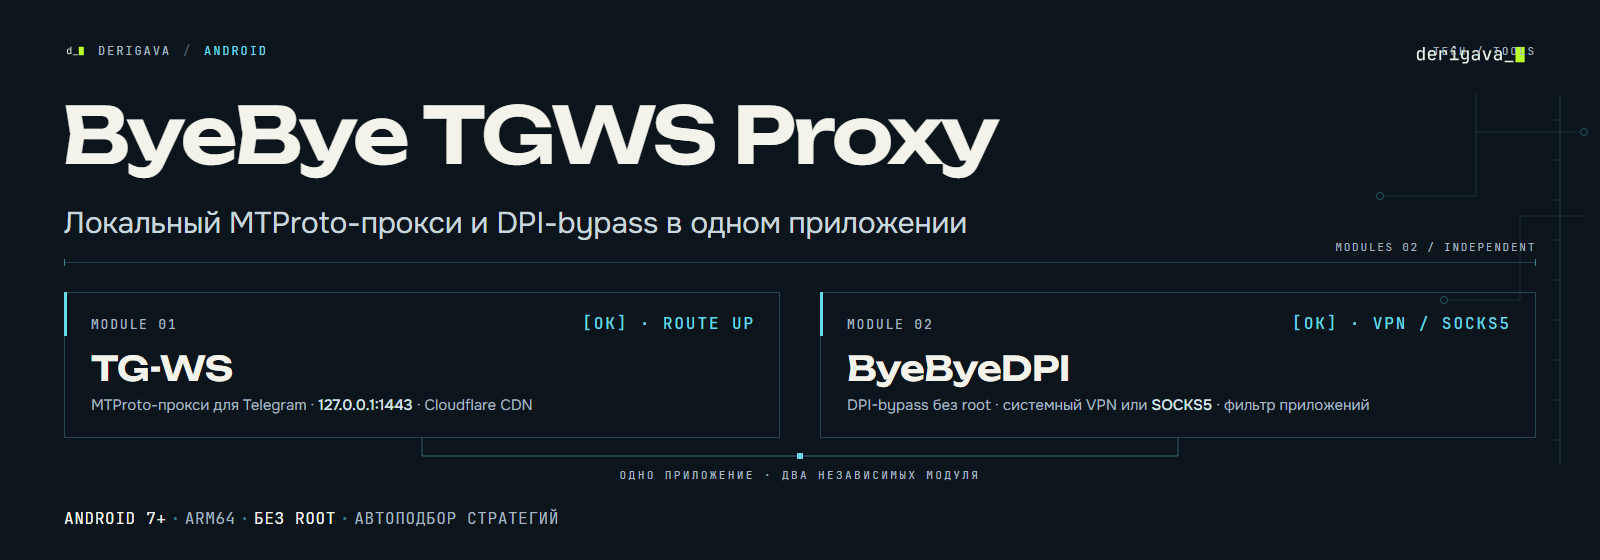 d_ DERIGAVA / ANDROID
TECH / TOOLS
derigava_
ByeBye TGWS Proxy
Локальный MTProto-прокси и DPI-bypass в одном приложении
MODULES 02 / INDEPENDENT
MODULE 01
[OK] · ROUTE UP
TG-WS
MTProto-прокси для Telegram · 127.0.0.1:1443 · Cloudflare CDN
MODULE 02
[OK] · VPN / SOCKS5
ByeByeDPI
DPI-bypass без root · системный VPN или SOCKS5 · фильтр приложений
ОДНО ПРИЛОЖЕНИЕ · ДВА НЕЗАВИСИМЫХ МОДУЛЯ
ANDROID 7+ · ARM64 · БЕЗ ROOT · АВТОПОДБОР СТРАТЕГИЙ